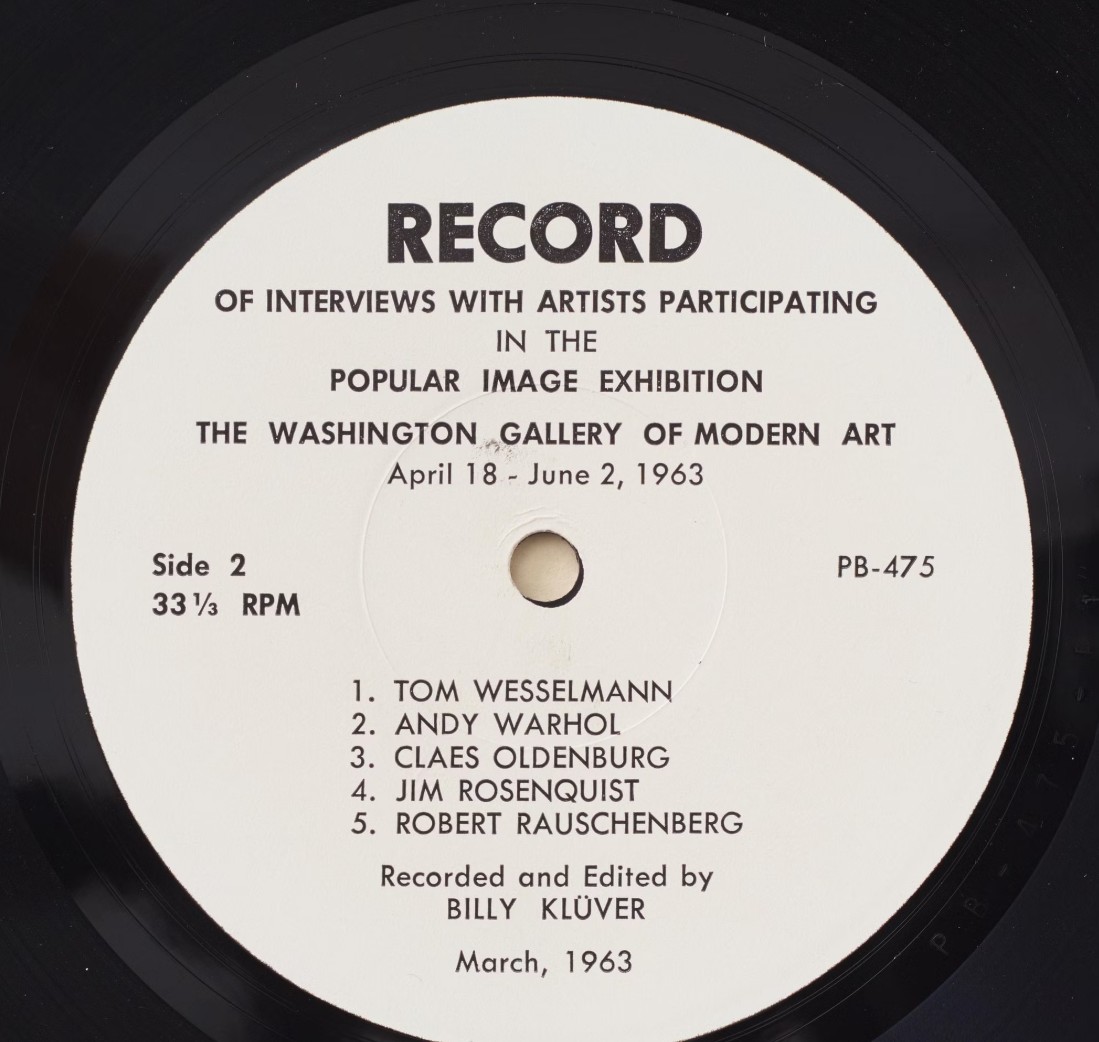 RECORD
OF INTERVIEWS WITH ARTISTS PARTICIPATING
IN THE
POPULAR IMAGE EXHIBITION
THE WASHINGTON GALLERY OF MODERN ART
April 18 - June 2, 1963
Side 2
PB-475
33 ⅓ RPM
1. TOM WESSELMANN
2. ANDY WARHOL
3. CLAES OLDENBURG
4. JIM ROSENQUIST
5. ROBERT RAUSCHENBERG
Recorded and Edited by
BILLY KLÜVER
March, 1963